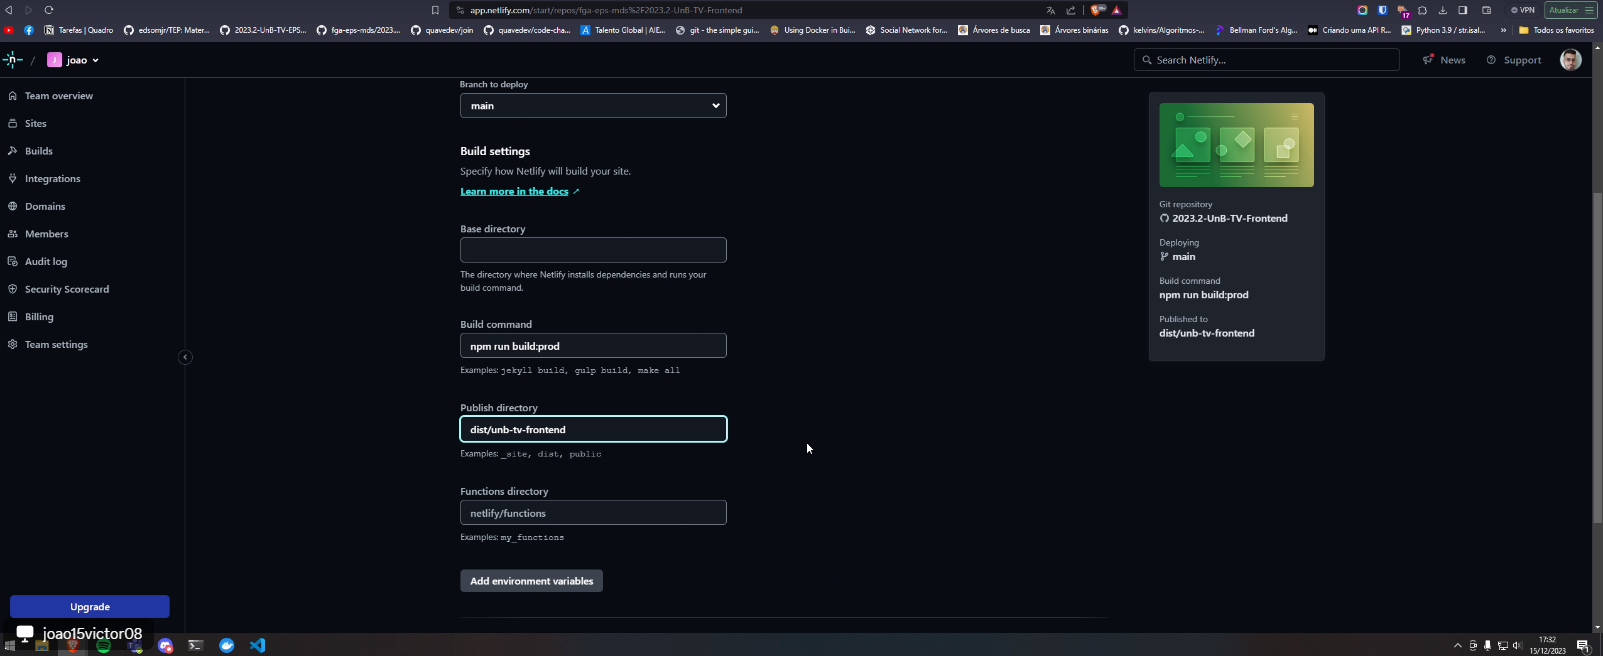 app.netlify.com/start/repos/fga-eps-mds%2F2023.2-UnB-TV-Frontend
17
VPN
Atualizar
Tarefas | Quadro
edsomjr/TEP: Mater...
2023.2-UnB-TV-EPS...
fga-eps-mds/2023....
quavedev/join
quavedev/code-cha...
Talento Global | A|E...
git - the simple gui...
Using Docker in Bui...
Social Network for...
Árvores de busca
Árvores binárias
kelvins/Algoritmos-...
Bellman Ford's Alg...
Criando uma API R...
Python 3.9 / str.isal...
»
Todos os favoritos
/
J
joao
Search Netlify...
News
Support
Team overview
Sites
Builds
Integrations
Domains
Members
Audit log
Security Scorecard
Billing
Team settings
Upgrade
Branch to deploy
main
Build settings
Specify how Netlify will build your site.
Learn more in the docs
Base directory
The directory where Netlify installs dependencies and runs your
build command.
Build command
npm run build:prod
Examples: jekyll build, gulp build, make all
Publish directory
dist/unb-tv-frontend
Examples: _site, dist, public
Functions directory
netlify/functions
Examples: my_functions
Add environment variables
Git repository
2023.2-UnB-TV-Frontend
Deploying
main
Build command
npm run build:prod
Published to
dist/unb-tv-frontend
joao15victor08
17:32
15/12/2023